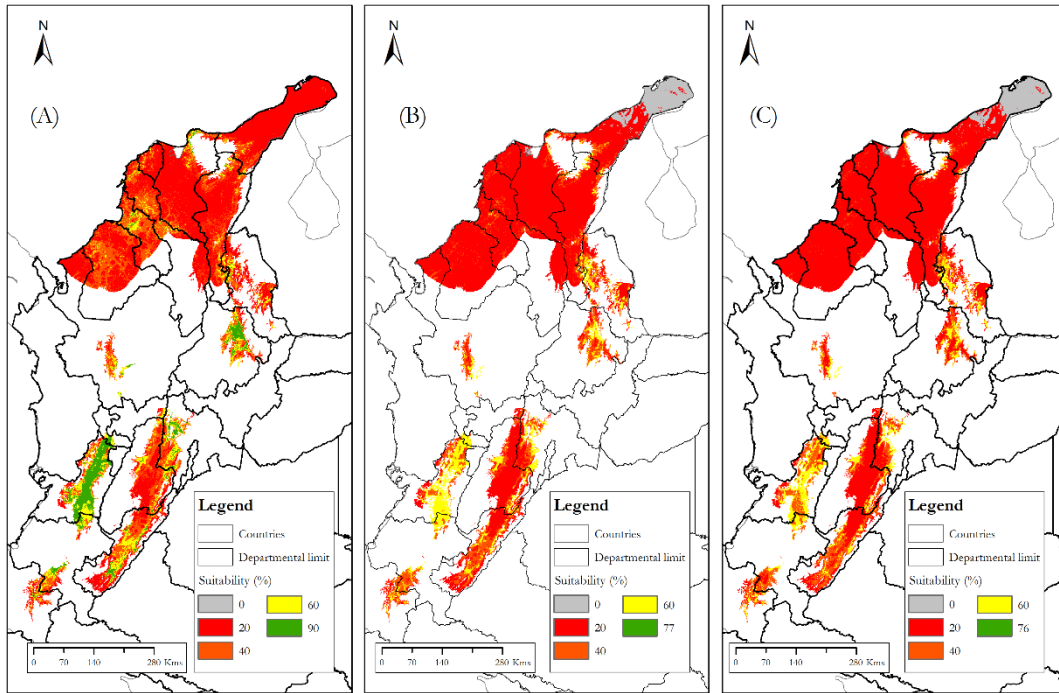 N
(A)
Legend
Countries
Departmental limit
Suitability (%)
0
60
20
90
40
0
70
140
280 Kms
N
(B)
Legend
Countries
Departmental limit
Suitability (%)
0
60
20
77
40
0
70
140
280 Kms
N
(C)
Legend
Countries
Departmental limit
Suitability (%)
0
60
20
76
40
0
70
140
280 Kms